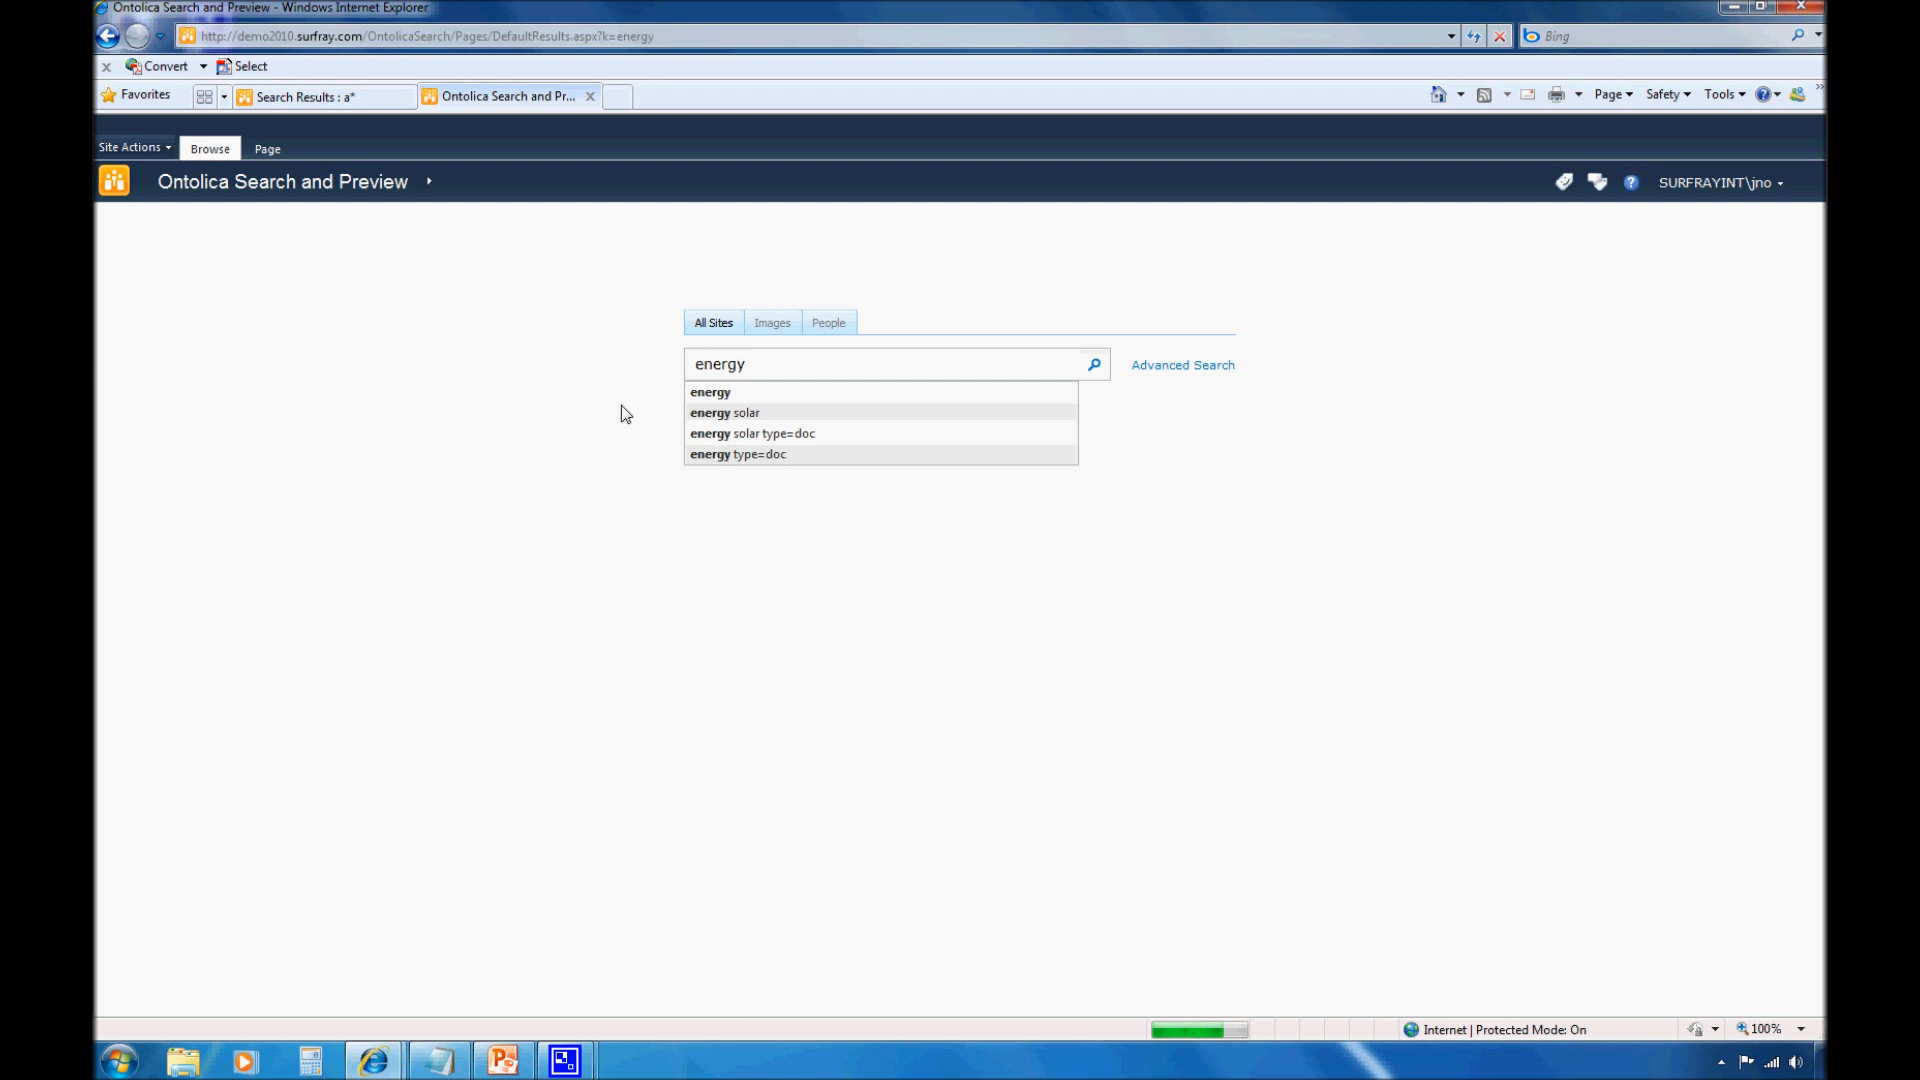 Ontolica Search and Preview - Windows Internet Explorer
http://demo2010.surfray.com/OntolicaSearch/Pages/DefaultResults.aspx?k=energy
Bing
x Convert Select
Favorites
Search Results : a*
Ontolica Search and Pr... x
Page
Safety
Tools
»
Site Actions
Browse
Page
Ontolica Search and Preview
SURFRAYINT\jno
All Sites
Images
People
energy
Advanced Search
energy
energy solar
energy solar type=doc
energy type=doc
Internet | Protected Mode: On
100%